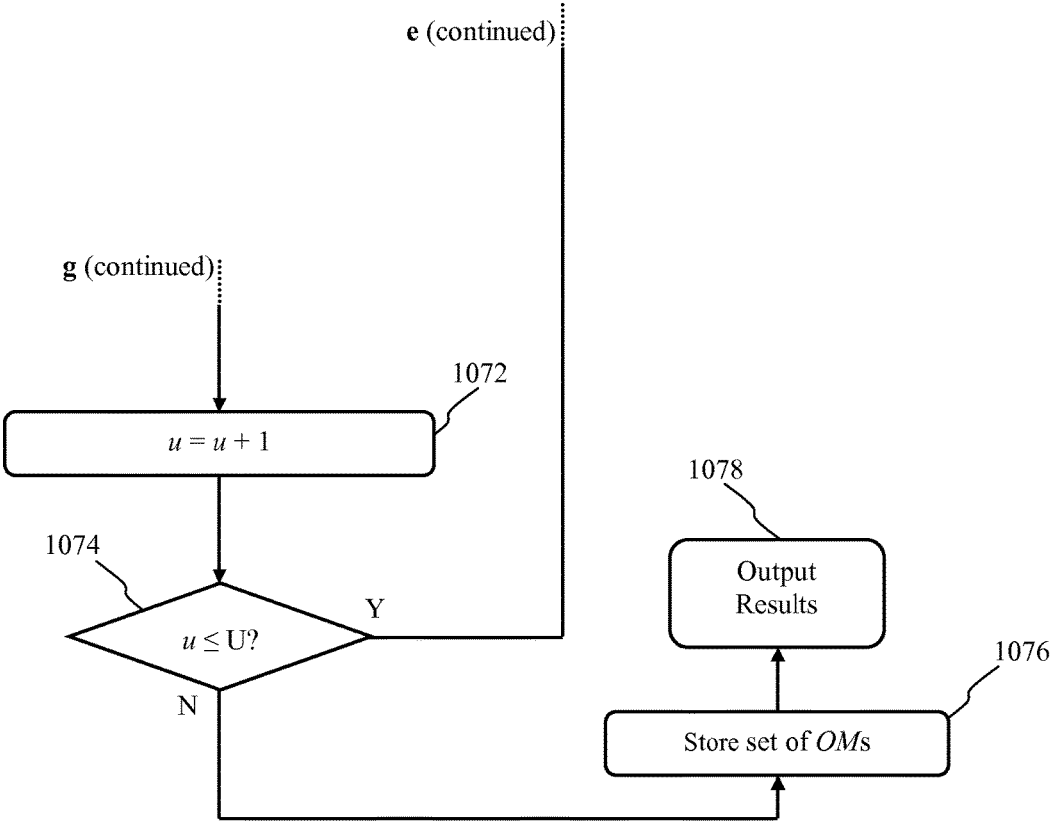 e (continued)
g (continued)
1072
u = u + 1
1078
1074
Output
Results
Y
u ≤ U?
1076
N
Store set of OMs